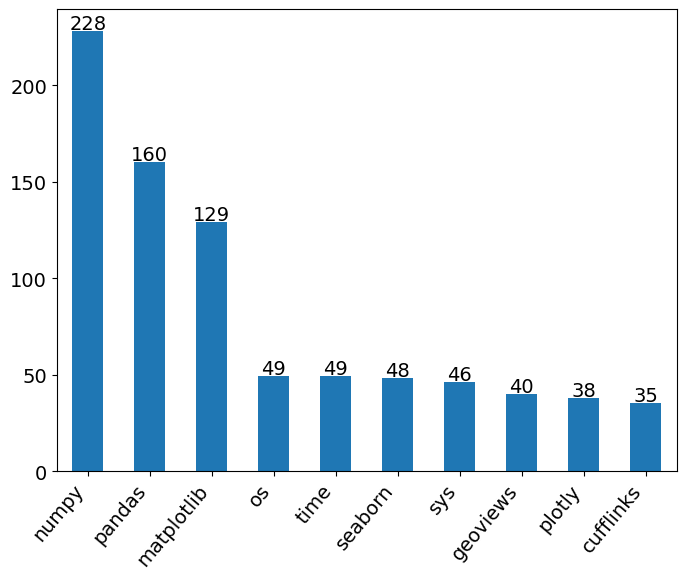 228
160
129
49
49
48
46
40
38
35
200
150
100
50
0
numpy
pandas
matplotlib
os
time
seaborn
sys
geoviews
plotly
cufflinks